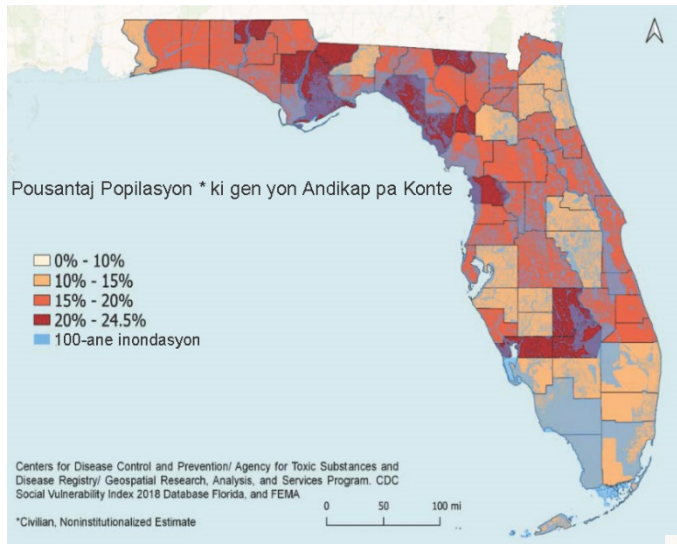 Pousantaj Popilasyon * ki gen yon Andikap pa Konte
0% - 10%
10% - 15%
15% - 20%
20% - 24.5%
100-ane inondasyon
Centers for Disease Control and Prevention/ Agency for Toxic Substances and
Disease Registry/ Geospatial Research, Analysis, and Services Program. CDC
Social Vulnerability Index 2018 Database Florida, and FEMA
*Civilian, Noninstitutionalized Estimate
0 50 100 mi